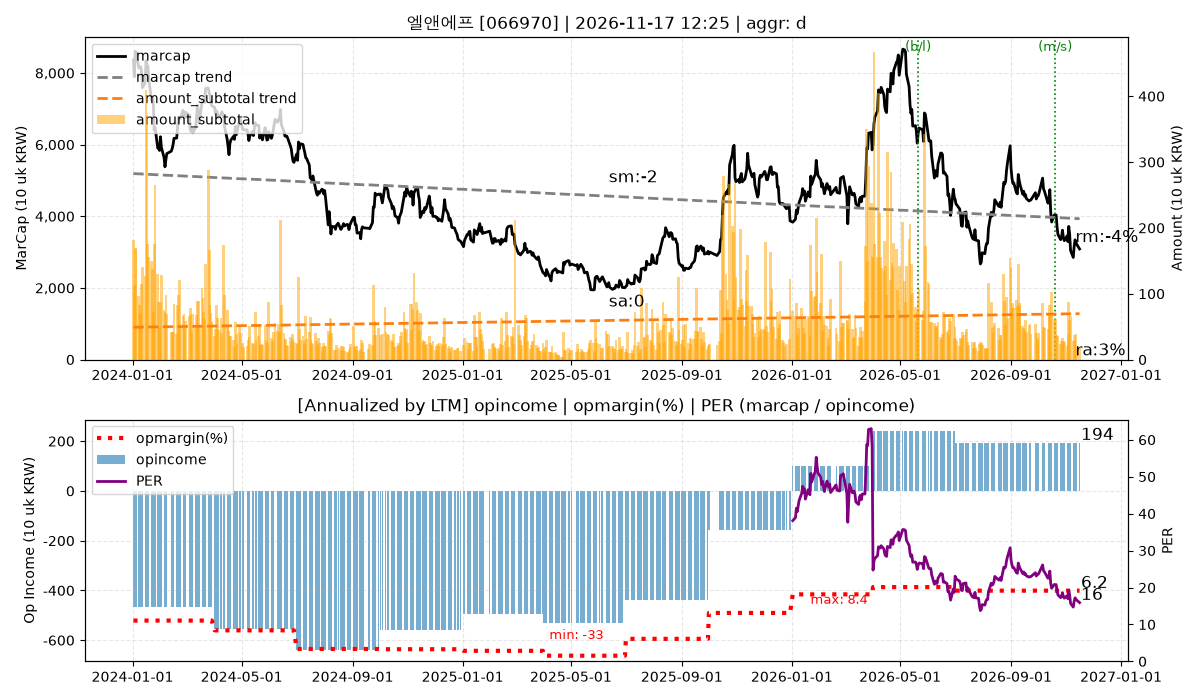 엘앤에프 [066970] | 2026-11-17 12:25 | aggr: d
marcap
marcap trend
amount_subtotal trend
amount_subtotal
(b/l)
(m/s)
sm:-2
sa:0
rm:-4%
ra:3%
MarCap (10 uk KRW)
8,000
6,000
4,000
2,000
0
Amount (10 uk KRW)
400
300
200
100
0
2024-01-01
2024-05-01
2024-09-01
2025-01-01
2025-05-01
2025-09-01
2026-01-01
2026-05-01
2026-09-01
2027-01-01
[Annualized by LTM] opincome | opmargin(%) | PER (marcap / opincome)
opmargin(%)
opincome
PER
194
6.2
16
max: 8.4
min: -33
Op Income (10 uk KRW)
200
0
-200
-400
-600
PER
60
50
40
30
20
10
0
2024-01-01
2024-05-01
2024-09-01
2025-01-01
2025-05-01
2025-09-01
2026-01-01
2026-05-01
2026-09-01
2027-01-01